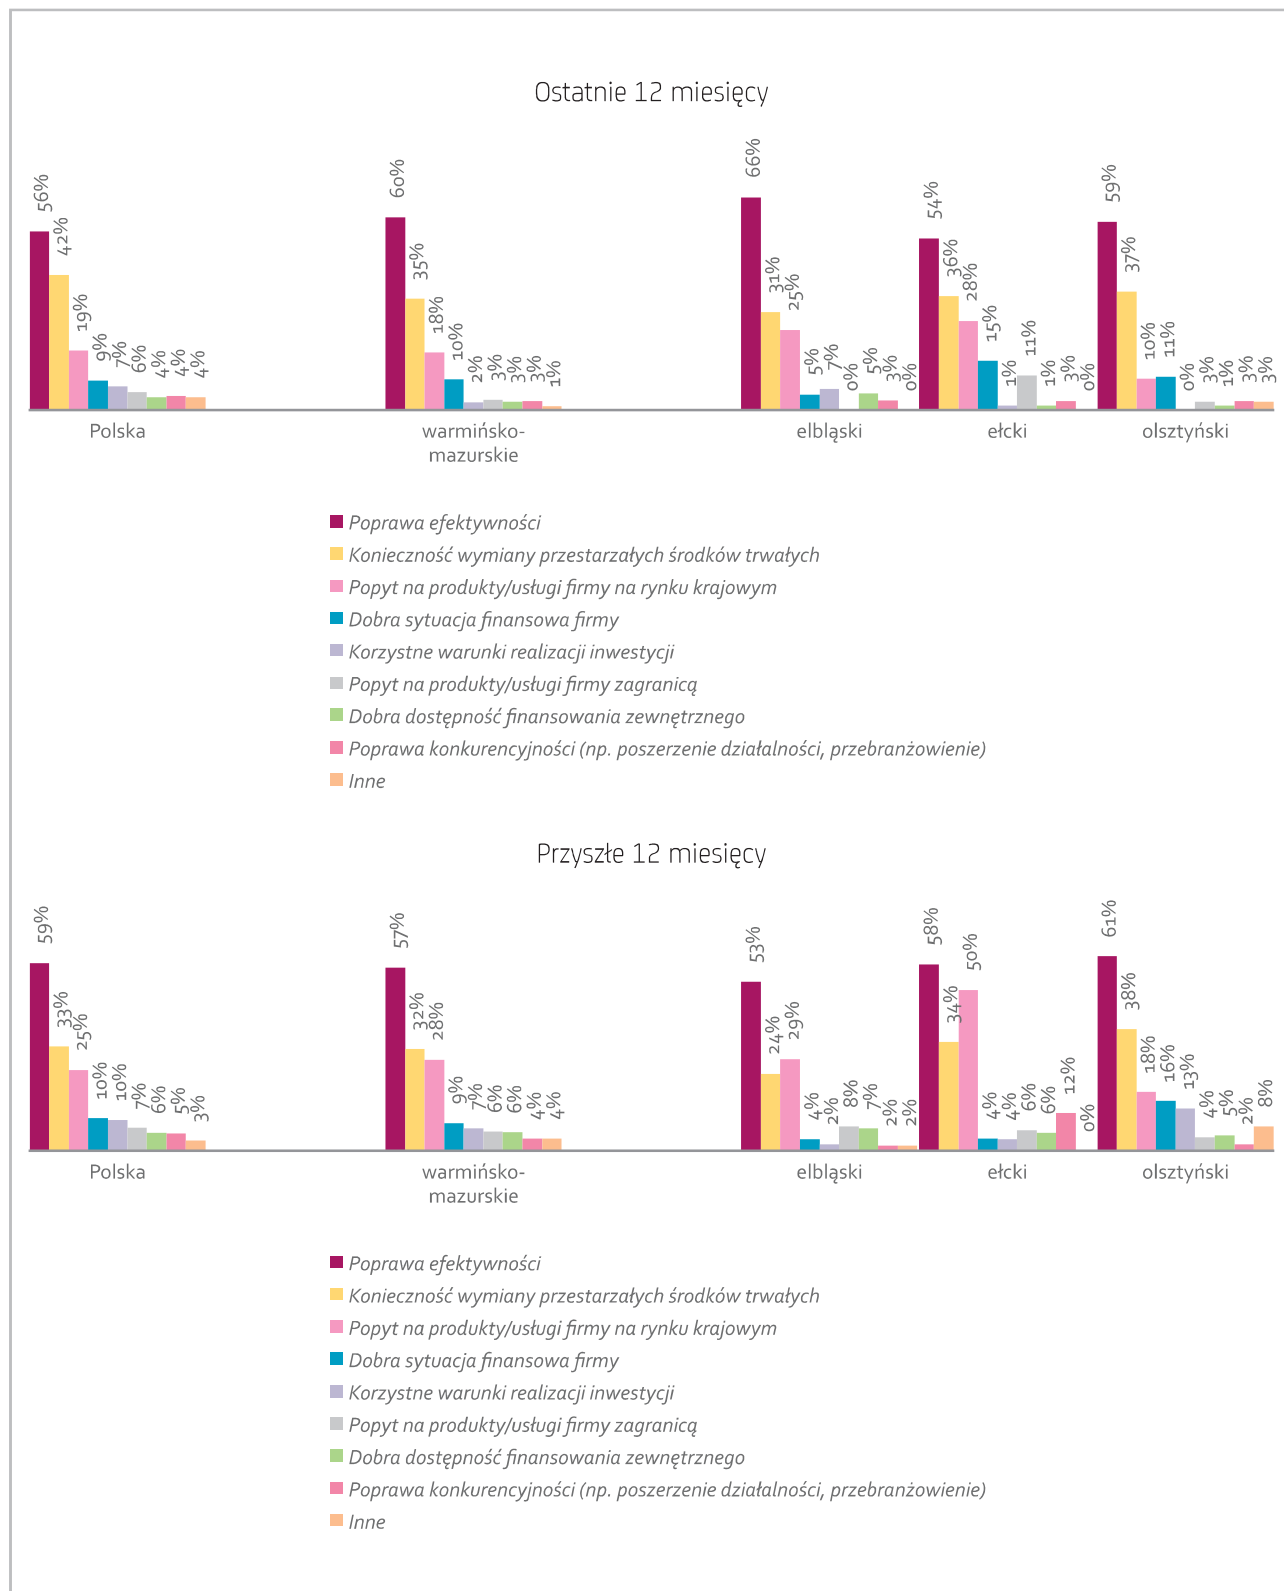 Ostatnie 12 miesięcy
56% 42% 19% 9% 7% 6% 4% 4% 4%
60% 35% 18% 10% 2% 3% 3% 3% 1%
66% 31% 25% 5% 7% 0% 5% 3% 0%
54% 36% 28% 15% 1% 11% 1% 3% 0%
59% 37% 10% 11% 0% 3% 1% 3% 3%
Polska
warmińsko-
mazurskie
elbląski
ełcki
olsztyński
Poprawa efektywności
Konieczność wymiany przestarzałych środków trwałych
Popyt na produkty/usługi firmy na rynku krajowym
Dobra sytuacja finansowa firmy
Korzystne warunki realizacji inwestycji
Popyt na produkty/usługi firmy zagranicą
Dobra dostępność finansowania zewnętrznego
Poprawa konkurencyjności (np. poszerzenie działalności, przebranżowienie)
Inne
Przyszłe 12 miesięcy
59% 33% 25% 10% 10% 7% 6% 5% 3%
57% 32% 28% 9% 7% 6% 6% 4% 4%
53% 24% 29% 4% 2% 8% 7% 2% 2%
58% 34% 50% 4% 4% 6% 6% 12% 0%
61% 38% 18% 16% 13% 4% 5% 2% 8%
Polska
warmińsko-
mazurskie
elbląski
ełcki
olsztyński
Poprawa efektywności
Konieczność wymiany przestarzałych środków trwałych
Popyt na produkty/usługi firmy na rynku krajowym
Dobra sytuacja finansowa firmy
Korzystne warunki realizacji inwestycji
Popyt na produkty/usługi firmy zagranicą
Dobra dostępność finansowania zewnętrznego
Poprawa konkurencyjności (np. poszerzenie działalności, przebranżowienie)
Inne